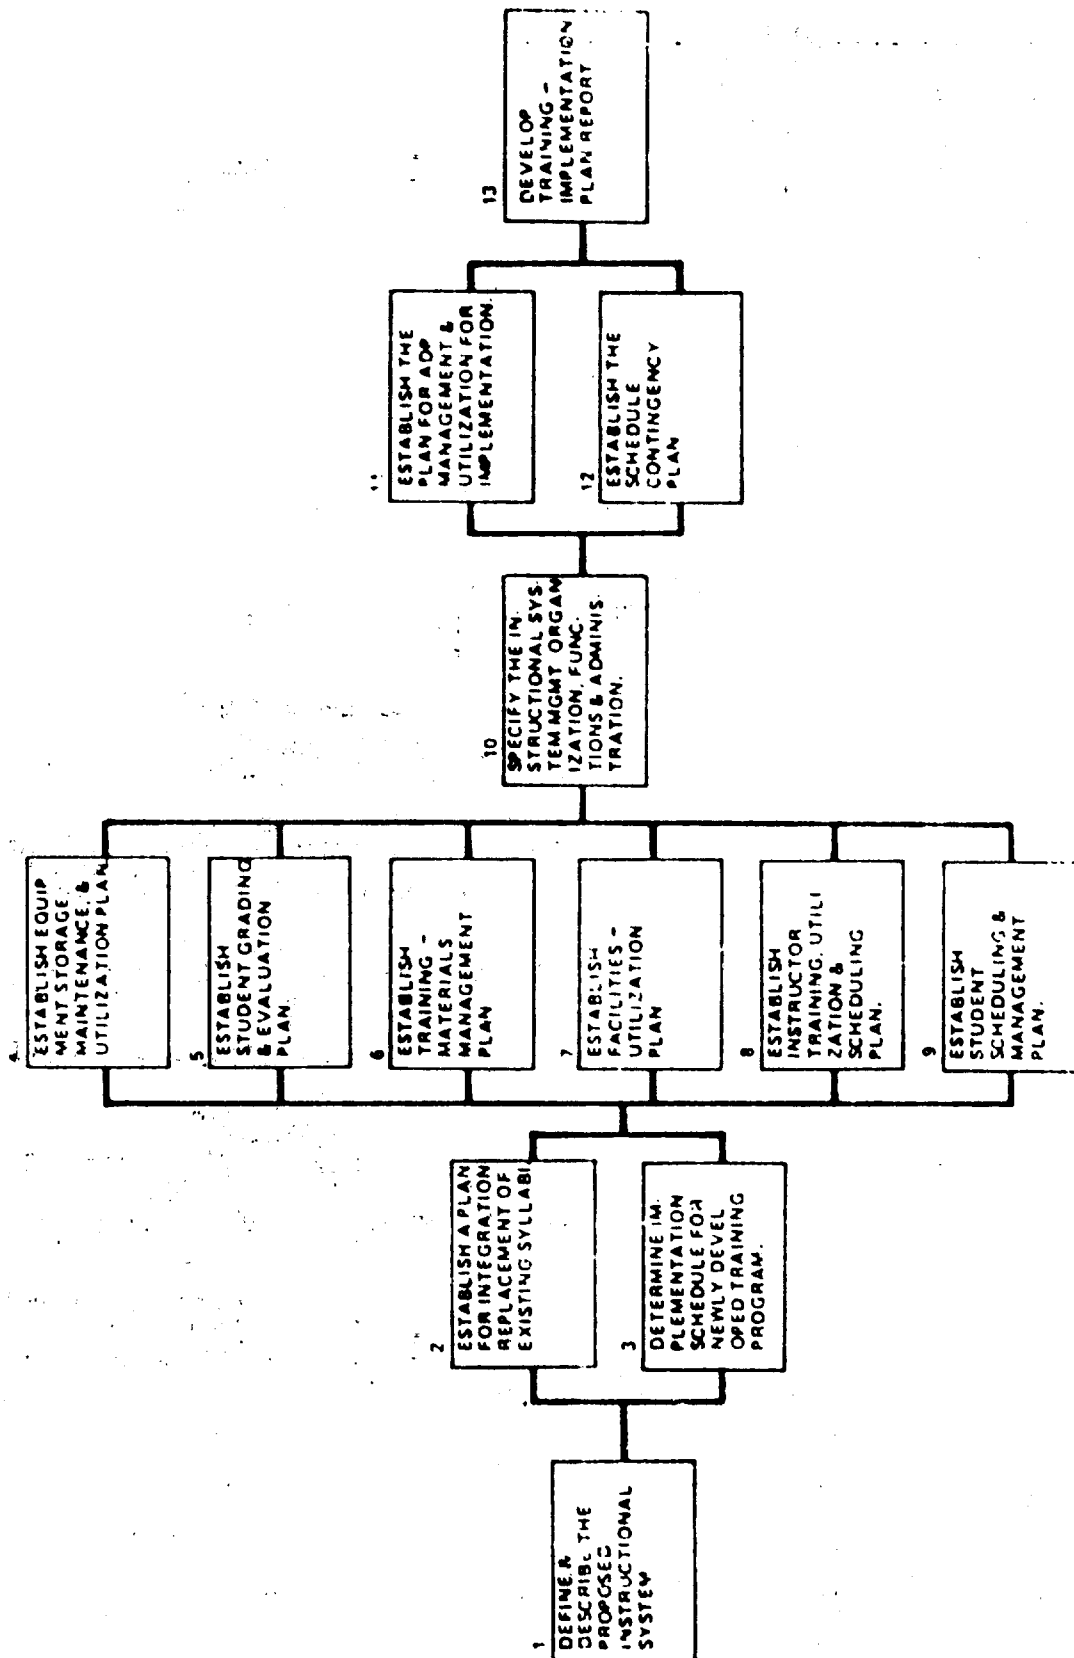 1
DEFINE &
DESCRIBE THE
PROPOSED
INSTRUCTIONAL
SYSTEM
2
ESTABLISH A PLAN
FOR INTEGRATION
REPLACEMENT OF
EXISTING SYLLABI
3
DETERMINE IM-
PLEMENTATION
SCHEDULE FOR
NEWLY DEVEL
OPED TRAINING
PROGRAM.
4
ESTABLISH EQUIP
MENT STORAGE,
MAINTENANCE, &
UTILIZATION PLAN
5
ESTABLISH
STUDENT GRADING
& EVALUATION
PLAN.
6
ESTABLISH
TRAINING –
MATERIALS
MANAGEMENT
PLAN
7
ESTABLISH
FACILITIES –
UTILIZATION
PLAN
8
ESTABLISH
INSTRUCTOR
TRAINING, UTILI
ZATION &
SCHEDULING
PLAN.
9
ESTABLISH
STUDENT
SCHEDULING &
MANAGEMENT
PLAN.
10
SPECIFY THE IN-
STRUCTIONAL SYS-
TEM MGMT ORGAN
IZATION, FUNC-
TIONS & ADMINIS-
TRATION.
11
ESTABLISH THE
PLAN FOR ADP
MANAGEMENT &
UTILIZATION FOR
IMPLEMENTATION.
12
ESTABLISH THE
SCHEDULE
CONTINGENCY
PLAN
13
DEVELOP
TRAINING –
IMPLEMENTATION
PLAN REPORT